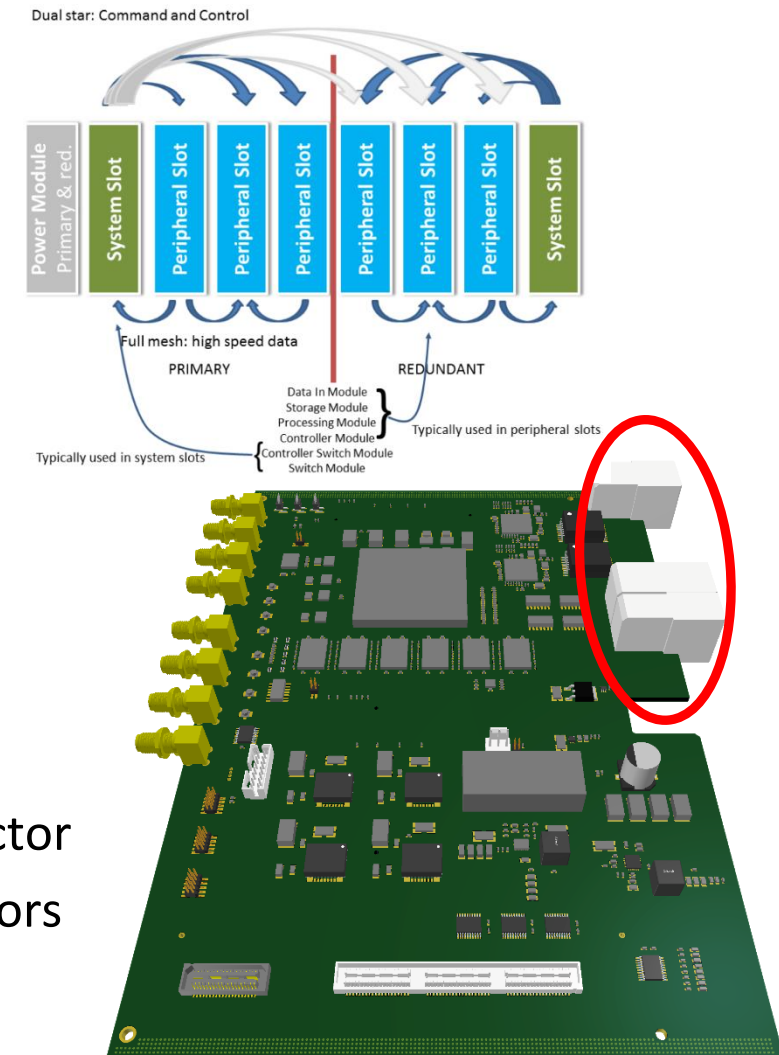 Dual star: Command and Control
Power Module
Primary & red.
System Slot
Peripheral Slot
Peripheral Slot
Peripheral Slot
Peripheral Slot
Peripheral Slot
Peripheral Slot
System Slot
Full mesh: high speed data
PRIMARY
REDUNDANT
Data In Module
Storage Module
Processing Module
Controller Module
Controller Switch Module
Switch Module
Typically used in peripheral slots
Typically used in system slots
ctor
ors